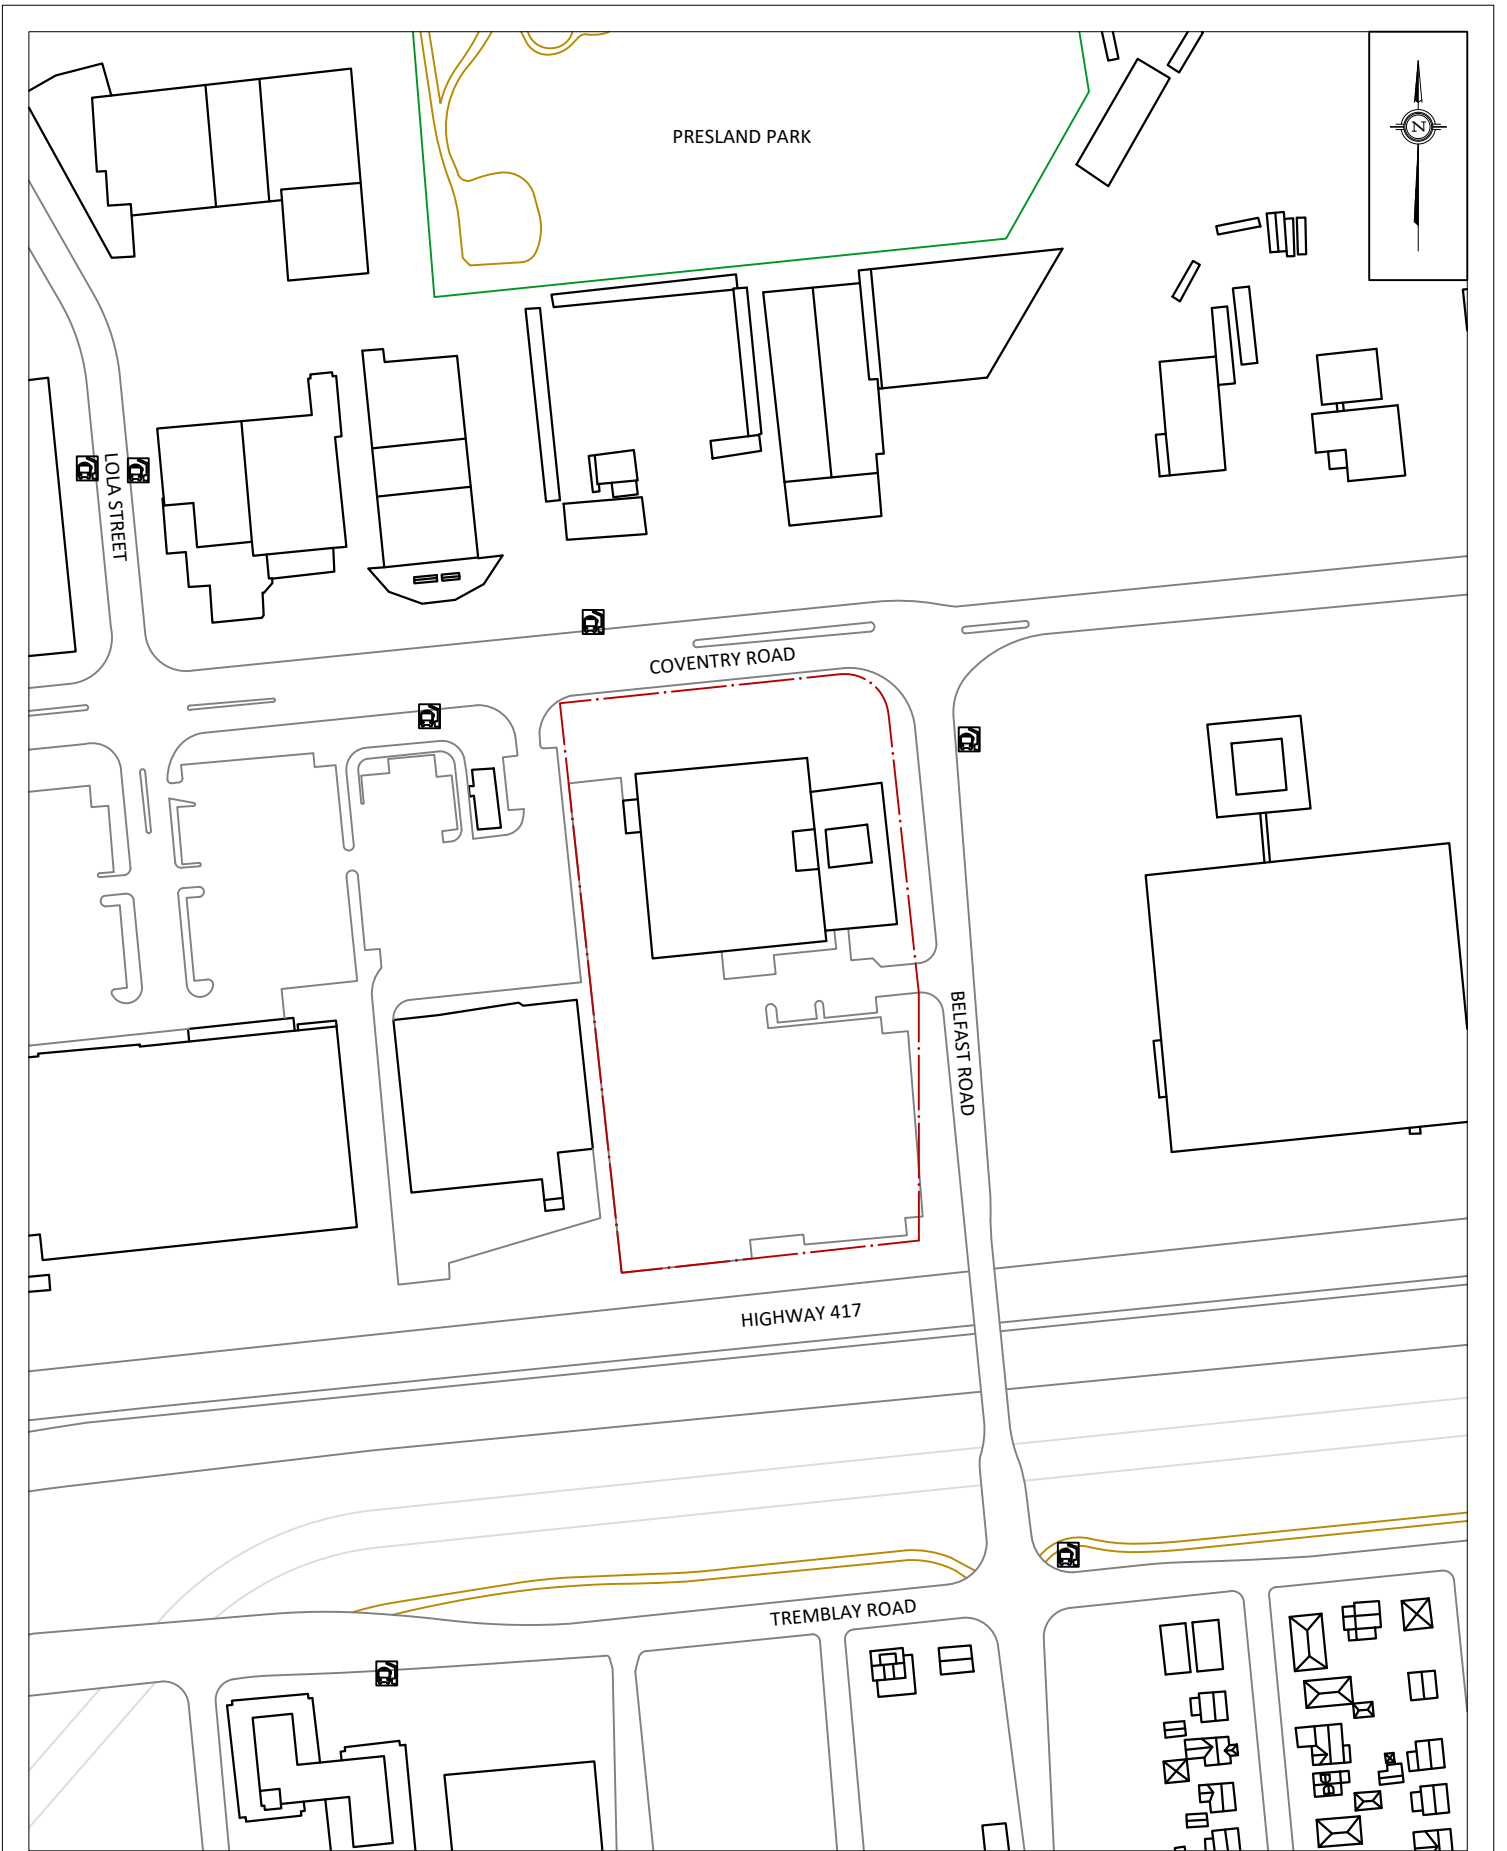 PRESLAND PARK
N
LOLA STREET
COVENTRY ROAD
BELFAST ROAD
HIGHWAY 417
TREMBLAY ROAD